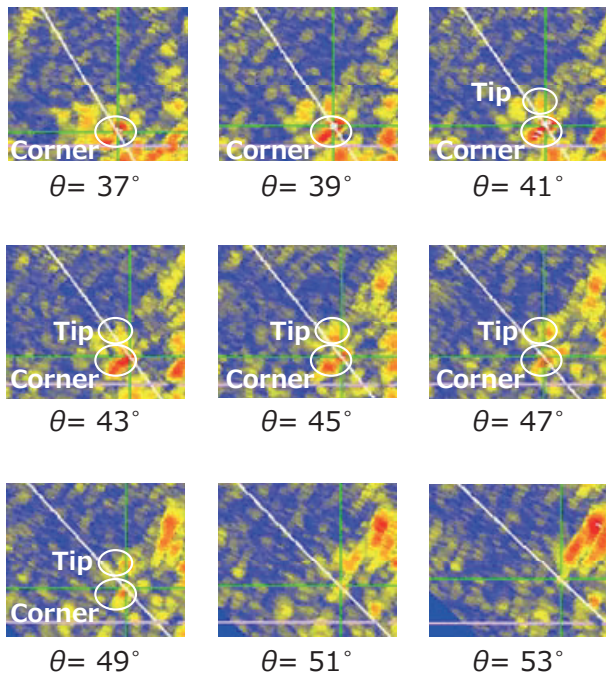 Corner
θ= 37°
Corner
θ= 39°
Tip
Corner
θ= 41°
Tip
Corner
θ= 43°
Tip
Corner
θ= 45°
Tip
Corner
θ= 47°
Tip
Corner
θ= 49°
θ= 51°
θ= 53°